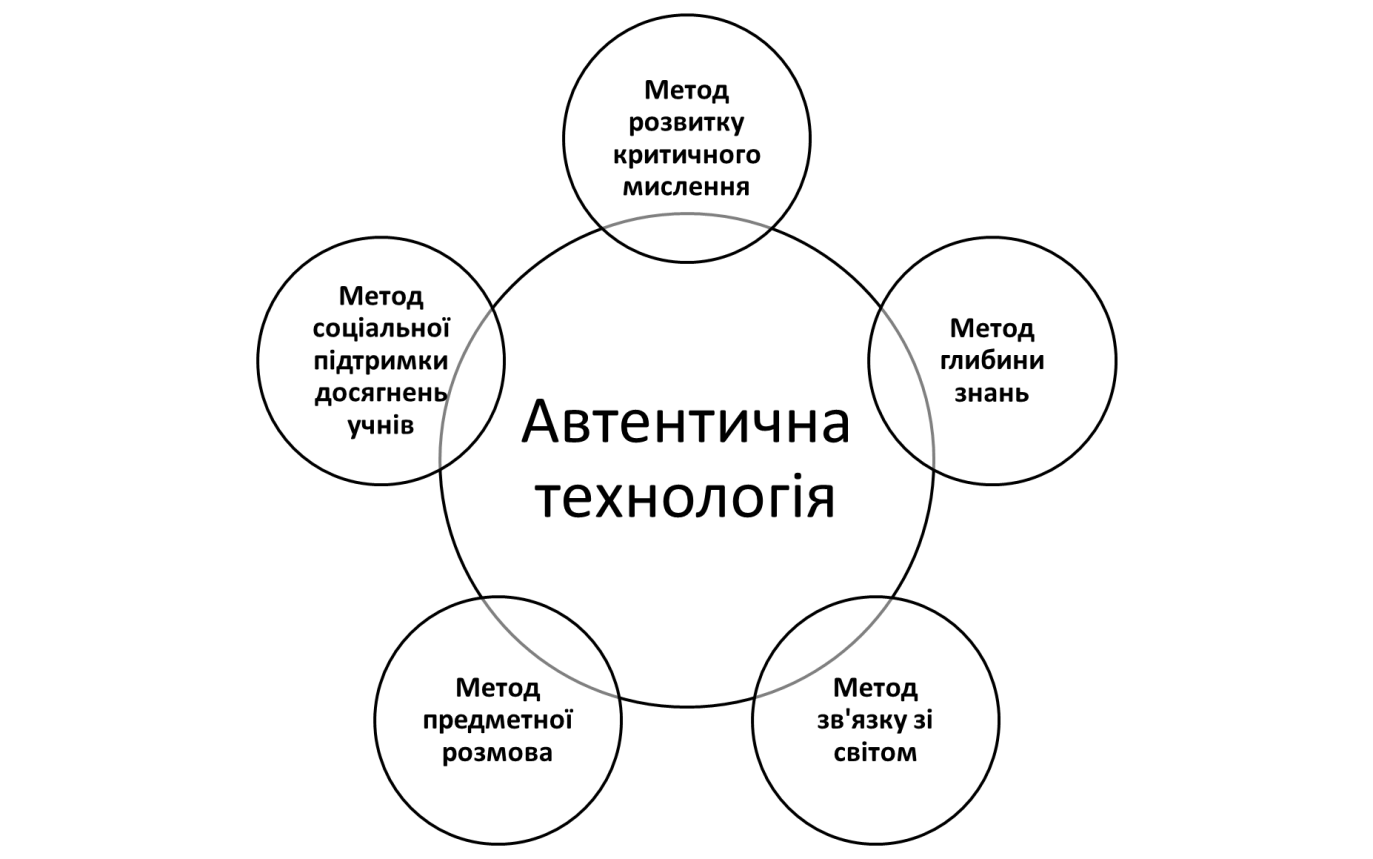 Метод
розвитку
критичного
мислення
Метод
соціальної
підтримки
досягнень
учнів
Метод
глибини
знань
Автентична
технологія
Метод
предметної
розмова
Метод
зв'язку зі
світом